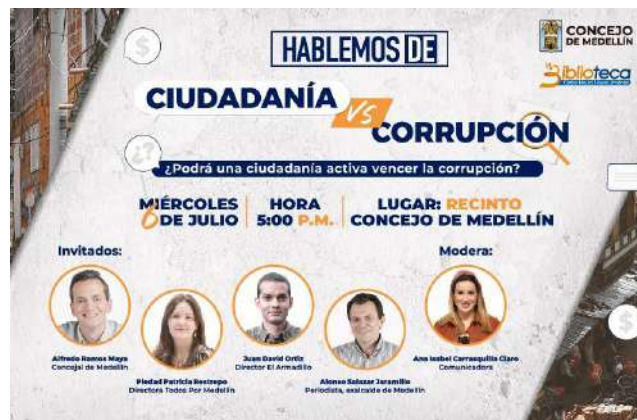 HABLEMOS DE
CONCEJO
DE MEDELLÍN
Biblioteca
CIUDADANÍA
VS
CORRUPCIÓN
¿Podrá una ciudadanía activa vencer la corrupción?
MIÉRCOLES
6 DE JULIO
HORA
5:00 P.M.
LUGAR: RECINTO
CONCEJO DE MEDELLÍN
Invitados:
Modera:
Alfredo Ramos Maya
Concejal de Medellín
Piedad Patricia Restrepo
Directora Todos Por Medellín
Juan David Ortiz
Director El Armadillo
Alonso Salazar Jaramillo
Periodista, exalcalde de Medellín
Ana Isabel Carrasquilla Claro
Comunicadora